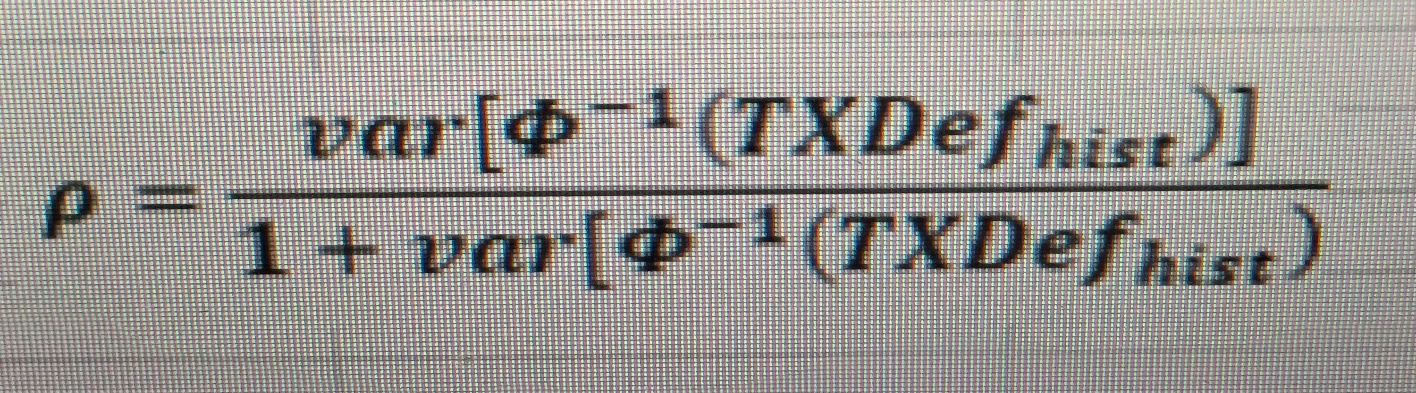 ρ = var[Φ⁻¹(TXDef_hist)] / 1 + var[Φ⁻¹(TXDef_hist)